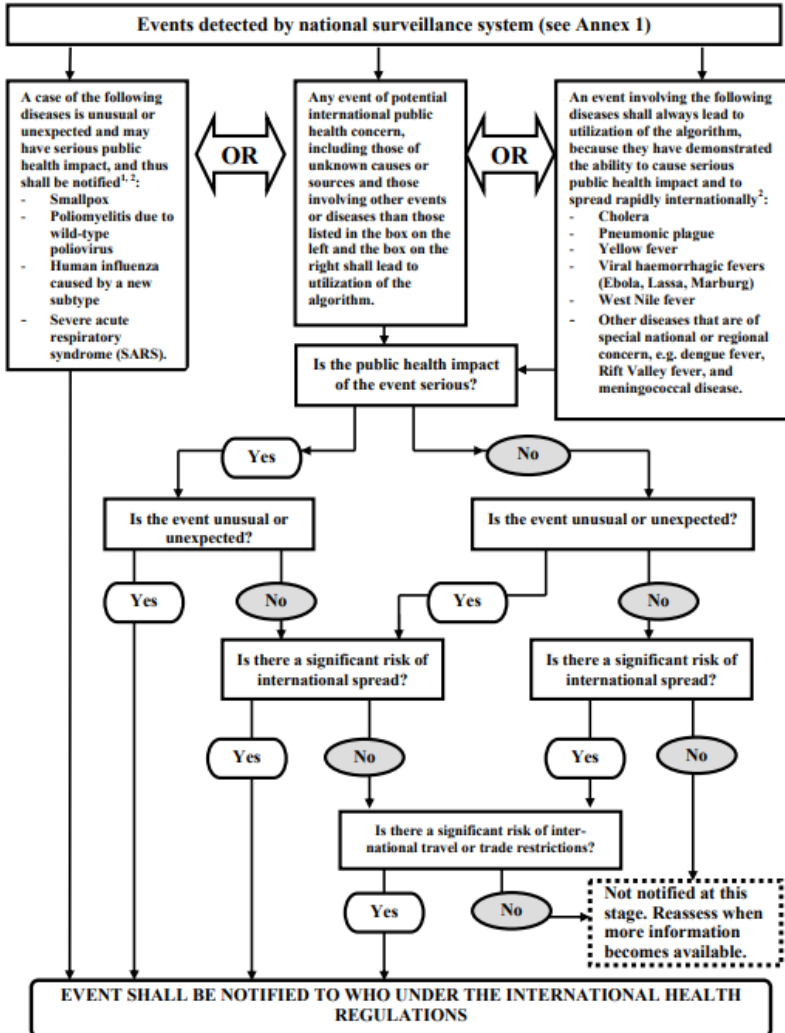 Events detected by national surveillance system (see Annex 1)
A case of the following
diseases is unusual or
unexpected and may
have serious public
health impact, and thus
shall be notified1, 2:
- Smallpox
- Poliomyelitis due to
wild-type
poliovirus
- Human influenza
caused by a new
subtype
- Severe acute
respiratory
syndrome (SARS).
OR
Any event of potential
international public
health concern,
including those of
unknown causes or
sources and those
involving other events
or diseases than those
listed in the box on the
left and the box on the
right shall lead to
utilization of the
algorithm.
OR
An event involving the following
diseases shall always lead to
utilization of the algorithm,
because they have demonstrated
the ability to cause serious
public health impact and to
spread rapidly internationally2:
- Cholera
- Pneumonic plague
- Yellow fever
- Viral haemorrhagic fevers
(Ebola, Lassa, Marburg)
- West Nile fever
- Other diseases that are of
special national or regional
concern, e.g. dengue fever,
Rift Valley fever, and
meningococcal disease.
Is the public health impact
of the event serious?
Yes
No
Is the event unusual or
unexpected?
Is the event unusual or unexpected?
Yes
No
Yes
No
Is there a significant risk of
international spread?
Is there a significant risk of
international spread?
Yes
No
Yes
No
Is there a significant risk of inter-
national travel or trade restrictions?
Yes
No
Not notified at this
stage. Reassess when
more information
becomes available.
EVENT SHALL BE NOTIFIED TO WHO UNDER THE INTERNATIONAL HEALTH
REGULATIONS